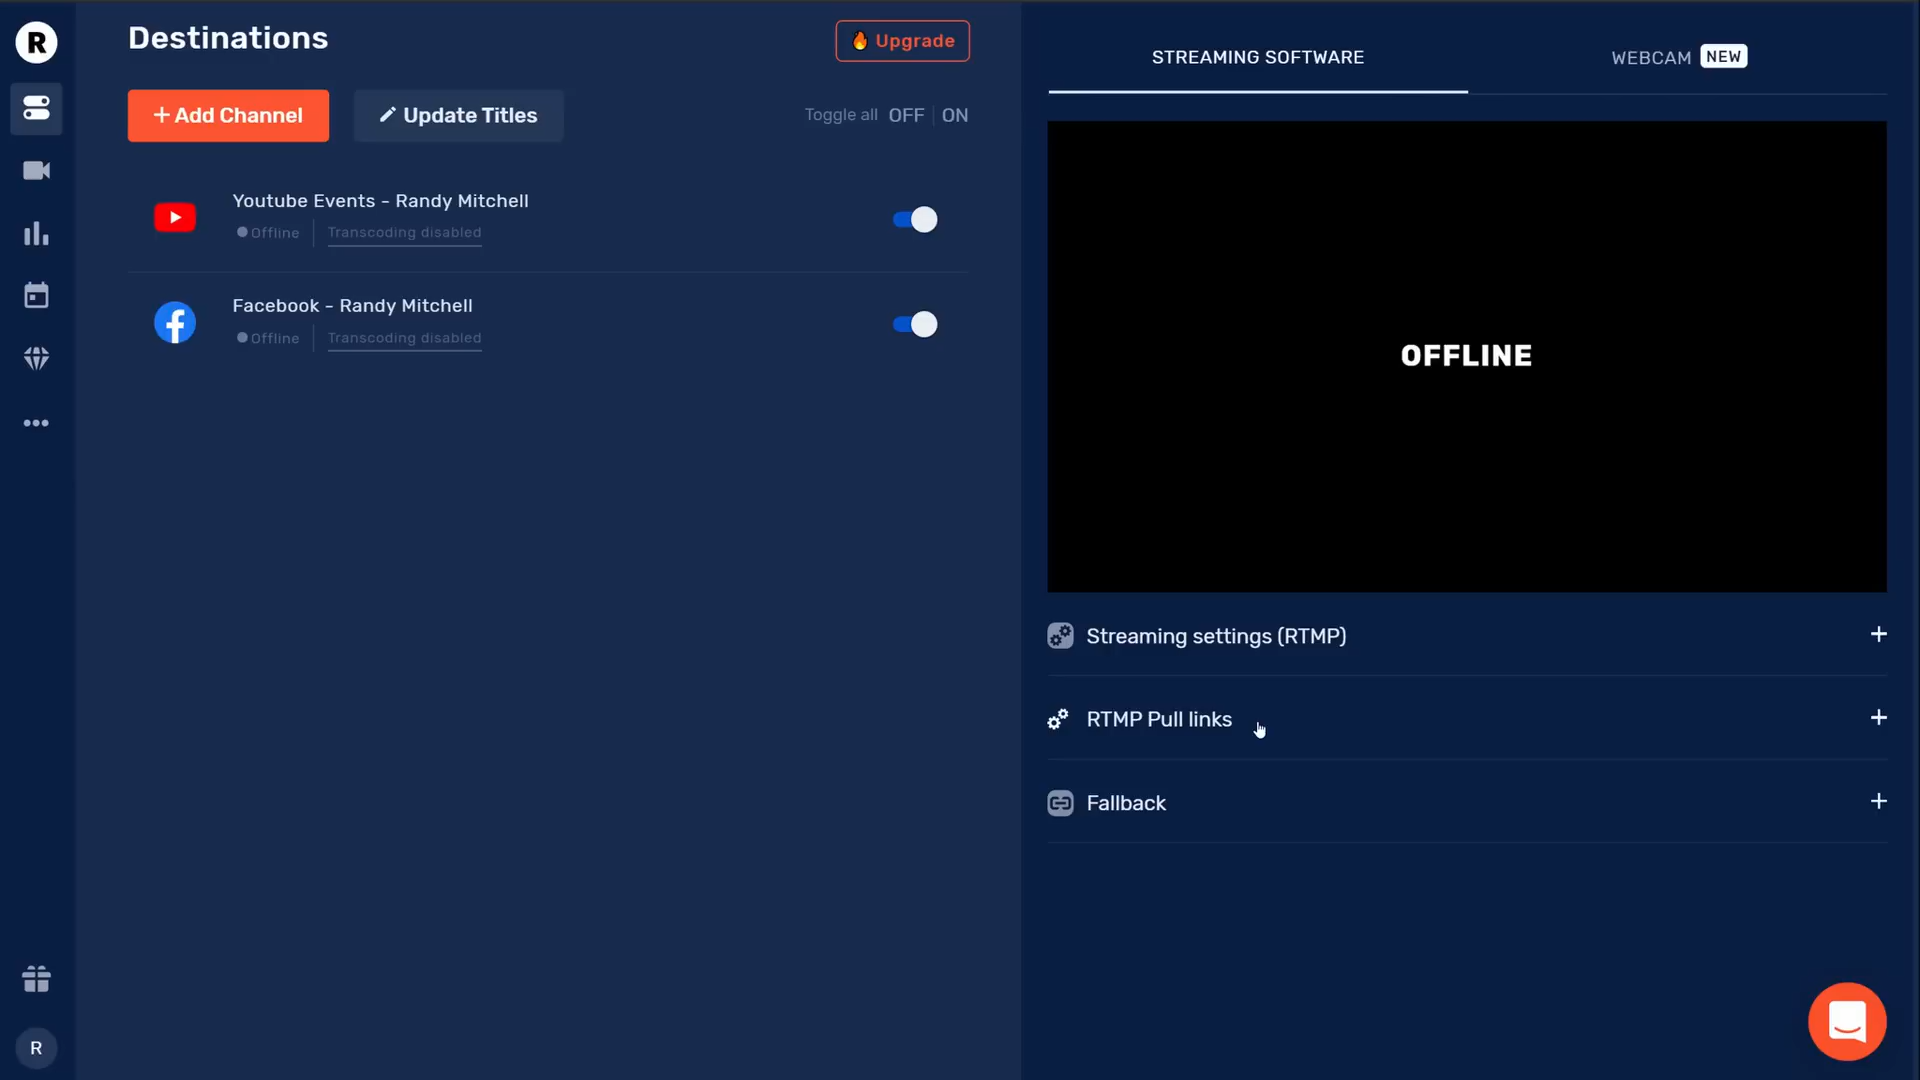 R
Destinations
Upgrade
+ Add Channel
Update Titles
Toggle all OFF | ON
Youtube Events - Randy Mitchell
Offline
Transcoding disabled
Facebook - Randy Mitchell
Offline
Transcoding disabled
R
STREAMING SOFTWARE
WEBCAM NEW
OFFLINE
Streaming settings (RTMP) +
RTMP Pull links +
Fallback +